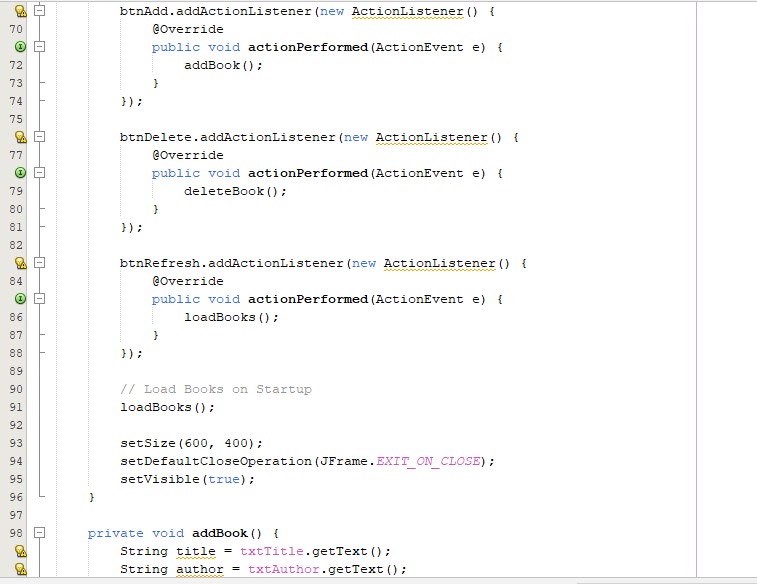 btnAdd.addActionListener(new ActionListener() {
70 @Override
public void actionPerformed(ActionEvent e) {
72 addBook();
73 }
74 });
75
btnDelete.addActionListener(new ActionListener() {
77 @Override
public void actionPerformed(ActionEvent e) {
79 deleteBook();
80 }
81 });
82
btnRefresh.addActionListener(new ActionListener() {
84 @Override
public void actionPerformed(ActionEvent e) {
86 loadBooks();
87 }
88 });
89
90 // Load Books on Startup
91 loadBooks();
92
93 setSize(600, 400);
94 setDefaultCloseOperation(JFrame.EXIT_ON_CLOSE);
95 setVisible(true);
96 }
97
98 private void addBook() {
String title = txtTitle.getText();
String author = txtAuthor.getText();